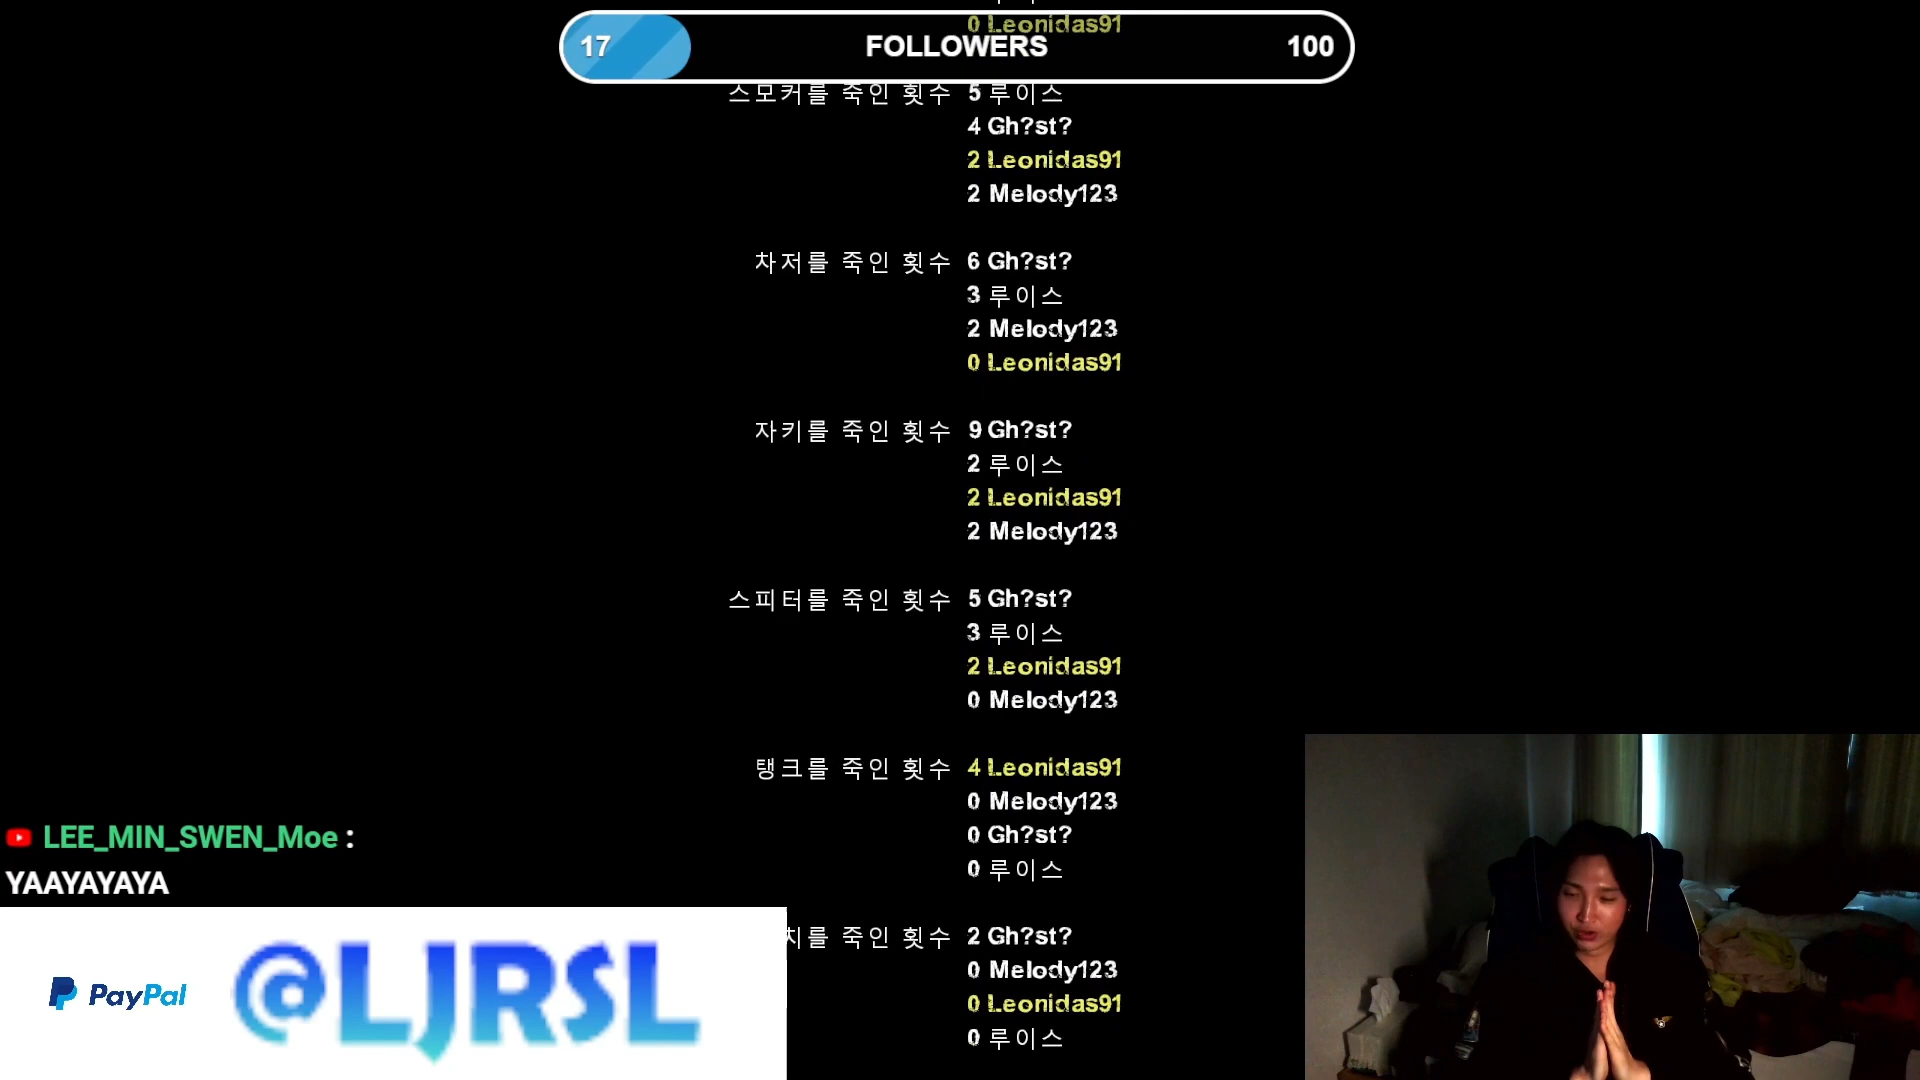 0 Leonidas91
17 FOLLOWERS 100
스모커를 죽인 횟수 5 루이스
4 Gh?st?
2 Leonidas91
2 Melody123
차저를 죽인 횟수 6 Gh?st?
3 루이스
2 Melody123
0 Leonidas91
자키를 죽인 횟수 9 Gh?st?
2 루이스
2 Leonidas91
2 Melody123
스피터를 죽인 횟수 5 Gh?st?
3 루이스
2 Leonidas91
0 Melody123
탱크를 죽인 횟수 4 Leonidas91
0 Melody123
0 Gh?st?
0 루이스
치를 죽인 횟수 2 Gh?st?
0 Melody123
0 Leonidas91
0 루이스
LEE_MIN_SWEN_Moe :
YAAYAYAYA
PayPal @LJRSL